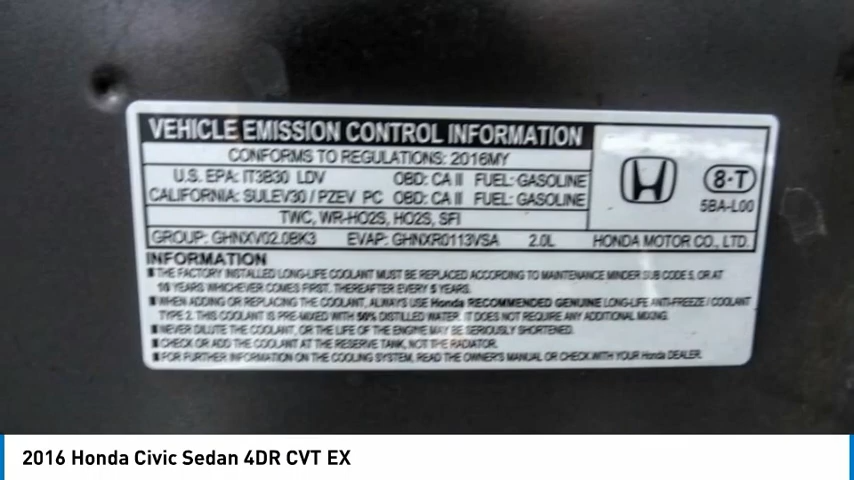 VEHICLE EMISSION CONTROL INFORMATION
CONFORMS TO REGULATIONS: 2016MY
U.S. EPA: IT3B30 LDV OBD: CA II FUEL: GASOLINE
CALIFORNIA: SULEV30 / PZEV PC OBD: CA II FUEL: GASOLINE
TWC, WR-HO2S, HO2S, SFI
8-T
5BA-L00
GROUP: GHNXV02.0BK3 EVAP: GHNXR0113VSA 2.0L HONDA MOTOR CO., LTD.
INFORMATION
■ THE FACTORY INSTALLED LONG-LIFE COOLANT MUST BE REPLACED ACCORDING TO MAINTENANCE MINDER SUB CODE 5, OR AT
10 YEARS WHICHEVER COMES FIRST. THEREAFTER EVERY 5 YEARS.
■ WHEN ADDING OR REPLACING THE COOLANT, ALWAYS USE Honda RECOMMENDED GENUINE LONG-LIFE ANTI-FREEZE / COOLANT
TYPE 2. THIS COOLANT IS PRE-MIXED WITH 50% DISTILLED WATER. IT DOES NOT REQUIRE ANY ADDITIONAL MIXING.
■ NEVER DILUTE THE COOLANT, OR THE LIFE OF THE ENGINE MAY BE SERIOUSLY SHORTENED.
■ CHECK OR ADD THE COOLANT AT THE RESERVE TANK, NOT THE RADIATOR.
■ FOR FURTHER INFORMATION ON THE COOLING SYSTEM, READ THE OWNER'S MANUAL OR CHECK WITH YOUR Honda DEALER.
2016 Honda Civic Sedan 4DR CVT EX